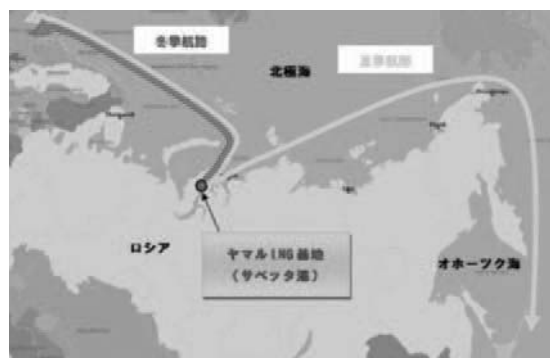 冬季航路
北極海
夏季航路
ロシア
ヤマルLNG基地
(サベッタ港)
オホーツク海